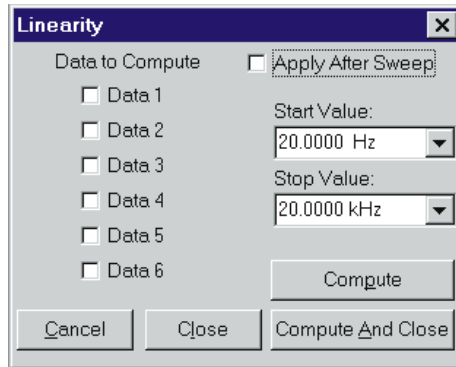 Linearity
Data to Compute
Apply After Sweep
Data 1
Data 2
Data 3
Data 4
Data 5
Data 6
Start Value:
20.0000 Hz
Stop Value:
20.0000 kHz
Compute
Cancel
Close
Compute And Close